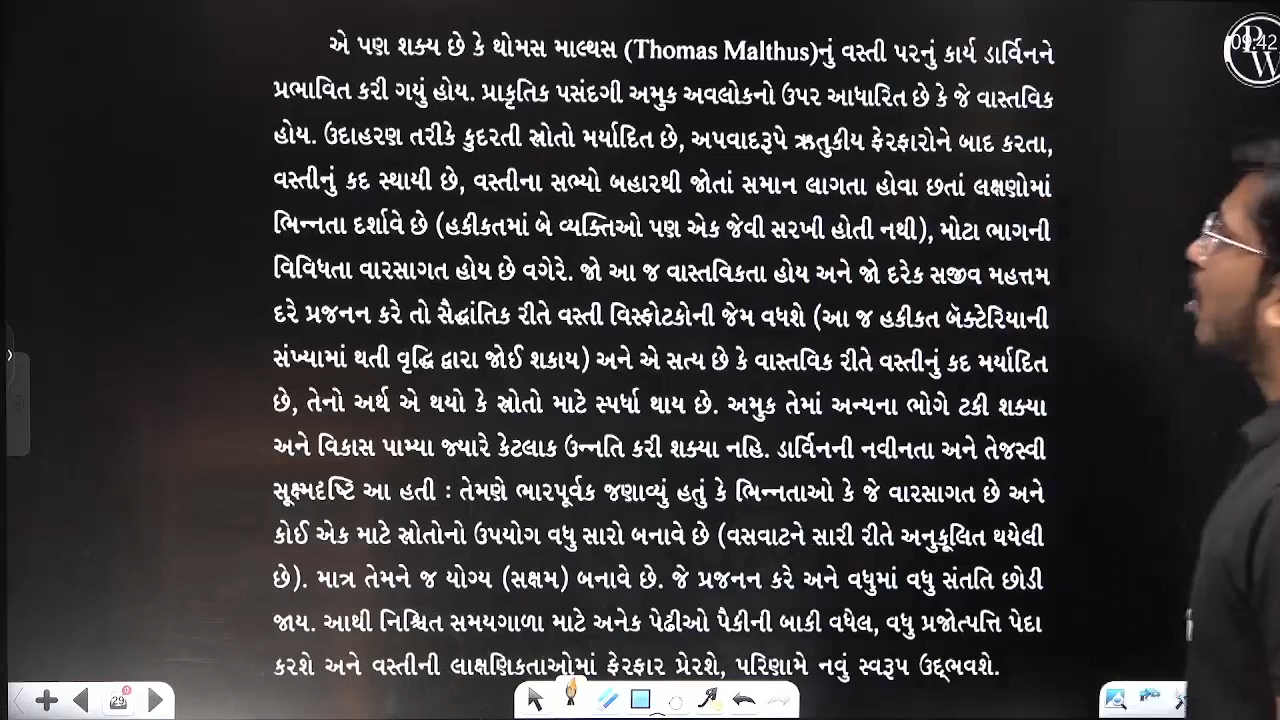 એ પણ શક્ય છે કે થોમસ માલ્થસ (Thomas Malthus)નું વસ્તી પરનું કાર્ય ડાર્વિનને
પ્રભાવિત કરી ગયું હોય. પ્રાકૃતિક પસંદગી અમુક અવલોકનો ઉપર આધારિત છે કે જે વાસ્તવિક
હોય. ઉદાહરણ તરીકે કુદરતી સ્રોતો મર્યાદિત છે, અપવાદરૂપે ઋતુકીય ફેરફારોને બાદ કરતા,
વસ્તીનું કદ સ્થાયી છે, વસ્તીના સભ્યો બહારથી જોતાં સમાન લાગતા હોવા છતાં લક્ષણોમાં
ભિન્નતા દર્શાવે છે (હકીકતમાં બે વ્યક્તિઓ પણ એક જેવી સરખી હોતી નથી), મોટા ભાગની
વિવિધતા વારસાગત હોય છે વગેરે. જો આ જ વાસ્તવિકતા હોય અને જો દરેક સજીવ મહત્તમ
દરે પ્રજનન કરે તો સૈદ્ધાંતિક રીતે વસ્તી વિસ્ફોટકોની જેમ વધશે (આ જ હકીકત બૅક્ટેરિયાની
સંખ્યામાં થતી વૃદ્ધિ દ્વારા જોઈ શકાય) અને એ સત્ય છે કે વાસ્તવિક રીતે વસ્તીનું કદ મર્યાદિત
છે, તેનો અર્થ એ થયો કે સ્રોતો માટે સ્પર્ધા થાય છે. અમુક તેમાં અન્યના ભોગે ટકી શક્યા
અને વિકાસ પામ્યા જ્યારે કેટલાક ઉન્નતિ કરી શક્યા નહિ. ડાર્વિનની નવીનતા અને તેજસ્વી
સૂક્ષ્મદૃષ્ટિ આ હતી : તેમણે ભારપૂર્વક જણાવ્યું હતું કે ભિન્નતાઓ કે જે વારસાગત છે અને
કોઈ એક માટે સ્રોતોનો ઉપયોગ વધુ સારો બનાવે છે (વસવાટને સારી રીતે અનુકૂલિત થયેલી
છે). માત્ર તેમને જ યોગ્ય (સક્ષમ) બનાવે છે. જે પ્રજનન કરે અને વધુમાં વધુ સંતતિ છોડી
જાય. આથી નિશ્ચિત સમયગાળા માટે અનેક પેઢીઓ પૈકીની બાકી વધેલ, વધુ પ્રજોત્પત્તિ પેદા
કરશે અને વસ્તીની લાક્ષણિકતાઓમાં ફેરફાર પ્રેરશે, પરિણામે નવું સ્વરૂપ ઉદ્ભવશે.
09:42
PW
29